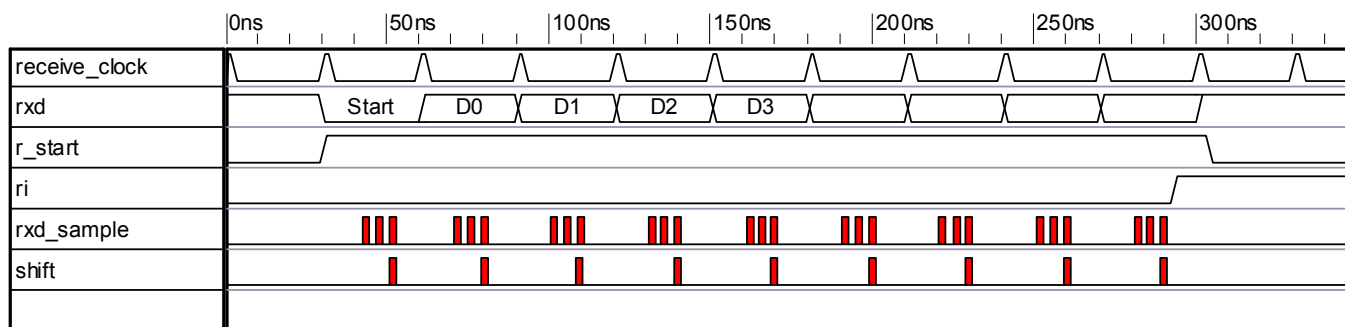 0ns 50ns 100ns 150ns 200ns 250ns 300ns
receive_clock
rxd Start D0 D1 D2 D3
r_start
ri
rxd_sample
shift